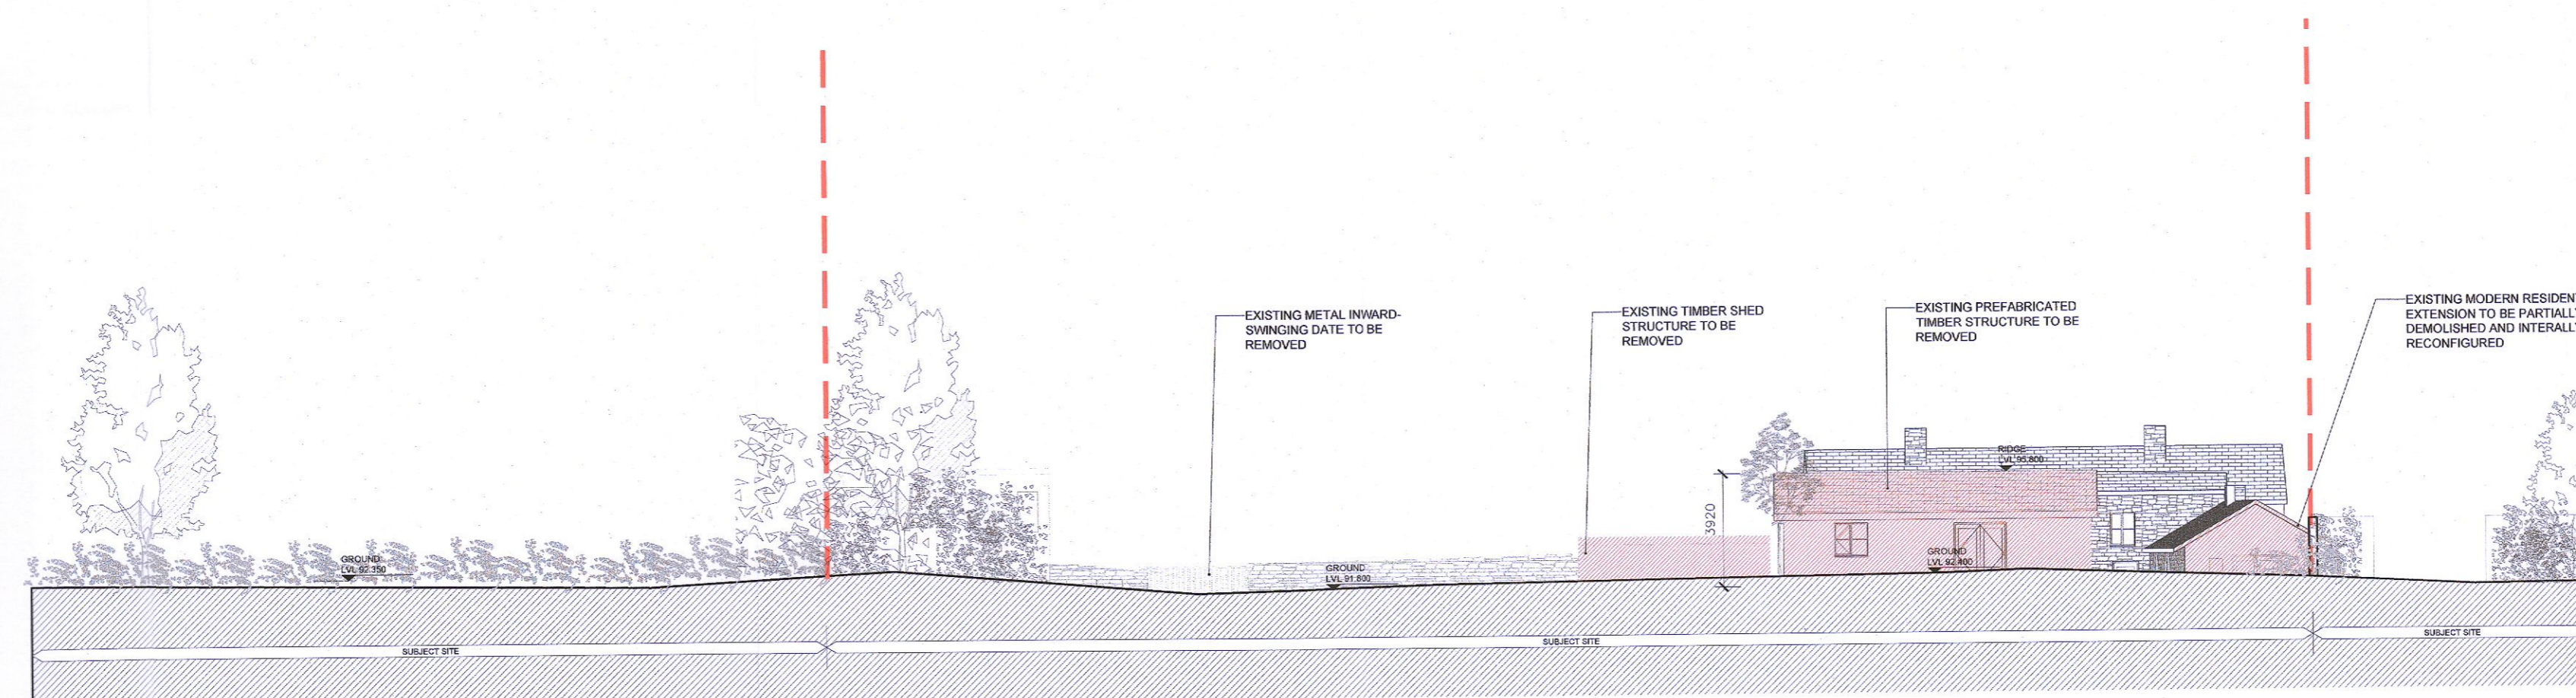 EXISTING METAL INWARD-
SWINGING DATE TO BE
REMOVED
EXISTING TIMBER SHED
STRUCTURE TO BE
REMOVED
EXISTING PREFABRICATED
TIMBER STRUCTURE TO BE
REMOVED
EXISTING MODERN RESIDEN
EXTENSION TO BE PARTIALL
DEMOLISHED AND INTERALL
RECONFIGURED
RIDGE
LVL 95.800
3920
GROUND
LVL 92.350
GROUND
LVL 91.800
GROUND
LVL 92.400
SUBJECT SITE
SUBJECT SITE
SUBJECT SITE